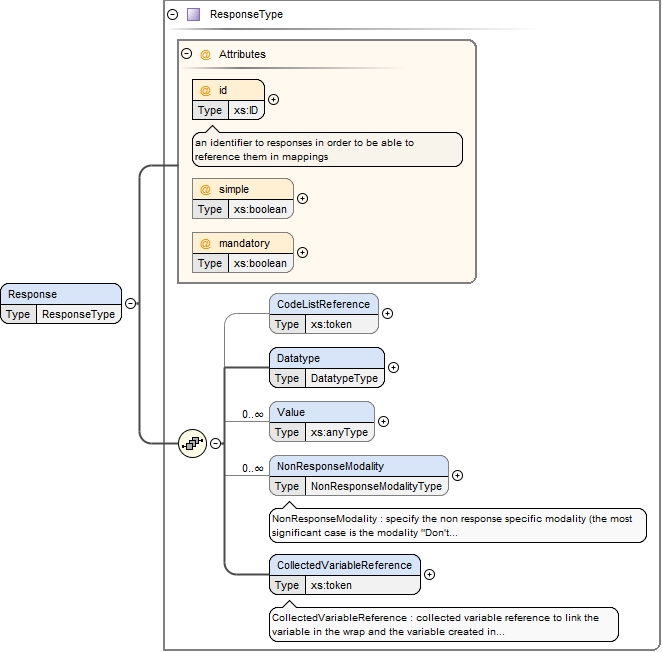 ResponseType
@ Attributes
@ id
Type xs:ID
an identifier to responses in order to be able to
reference them in mappings
@ simple
Type xs:boolean
@ mandatory
Type xs:boolean
Response
Type ResponseType
CodeListReference
Type xs:token
Datatype
Type DatatypeType
0..∞
Value
Type xs:anyType
0..∞
NonResponseModality
Type NonResponseModalityType
NonResponseModality : specify the non response specific modality (the most
significant case is the modality "Don't...
CollectedVariableReference
Type xs:token
CollectedVariableReference : collected variable reference to link the
variable in the wrap and the variable created in...